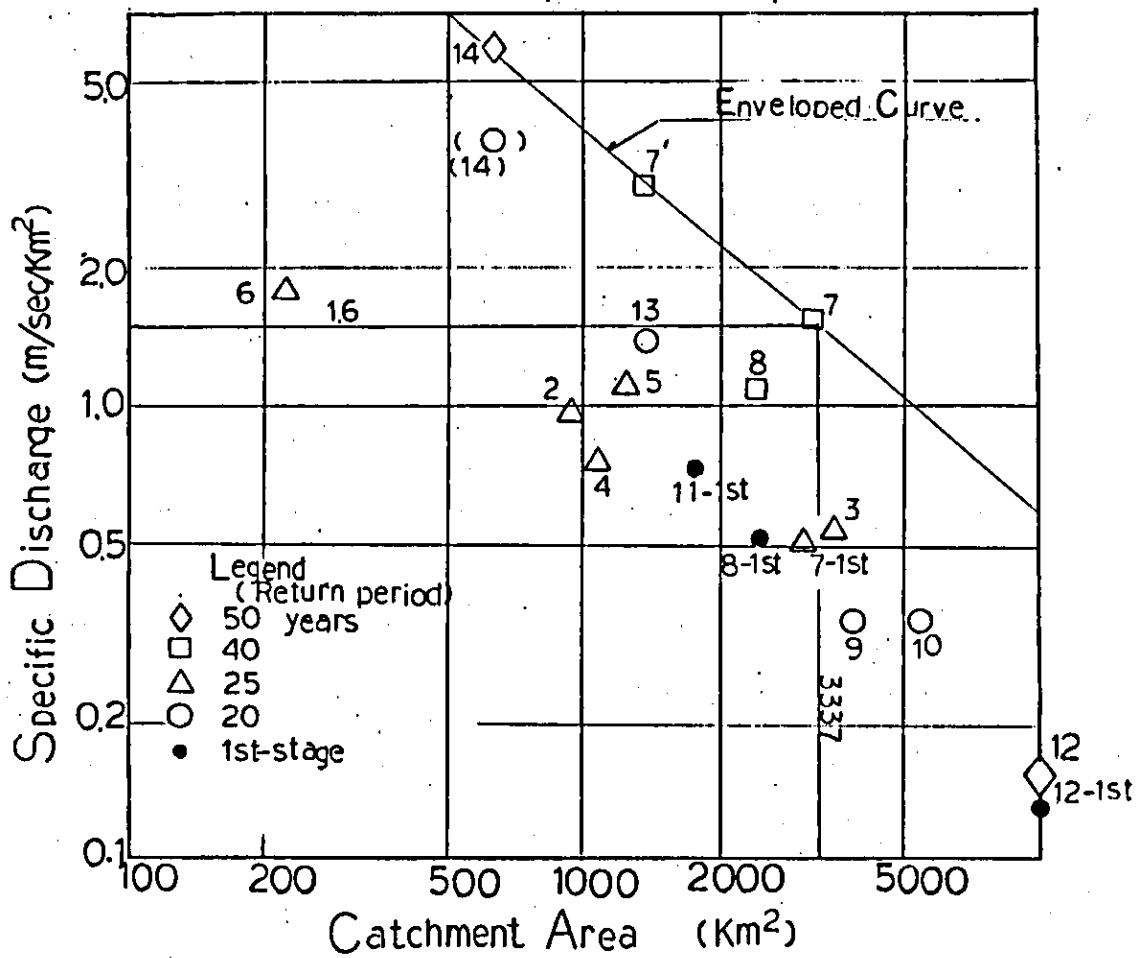 14
5.0
Enveloped Curve
( )
(14)
7'
2.0
6
1.6
13
7
8
2
5
1.0
4
11-1st
3
0.5
8-1st
7-1st
Legend
(Return period)
50 years
40
25
20
1st-stage
9
10
3337
0.2
12
12-1st
0.1
100
200
500
1000
2000
5000
Specific Discharge (m/sec/Km²)
Catchment Area (Km²)